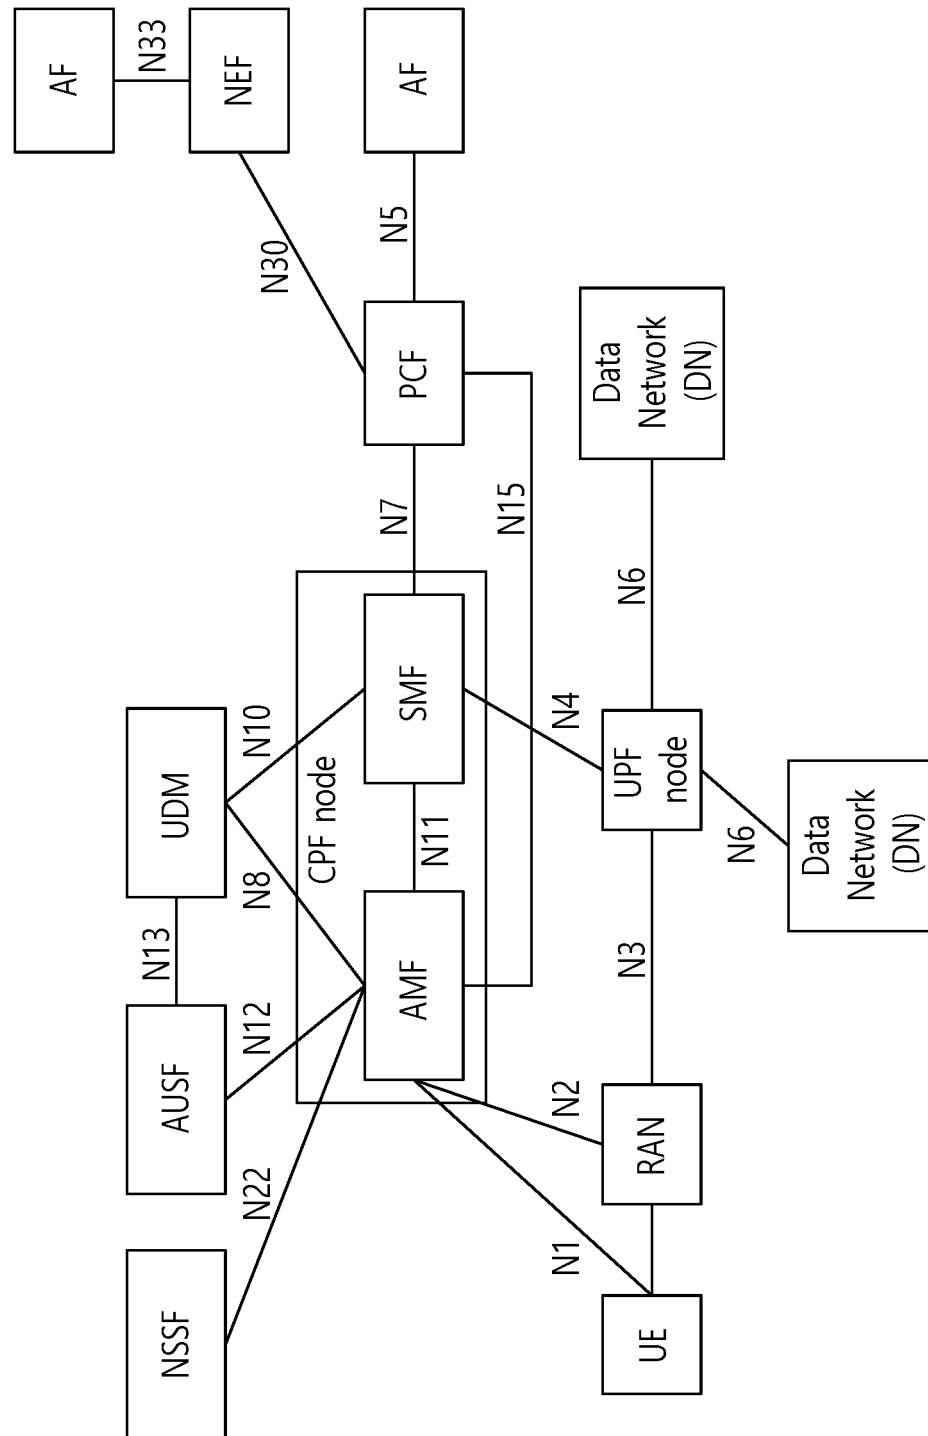 AF
N33
NEF
AF
N30
N5
PCF
N7
N15
Data
Network
(DN)
UDM
N10
N8
N13
AUSF
N12
NSSF
N22
CPF node
SMF
N11
AMF
N4
N6
UPF
node
N6
Data
Network
(DN)
N3
N2
RAN
N1
UE